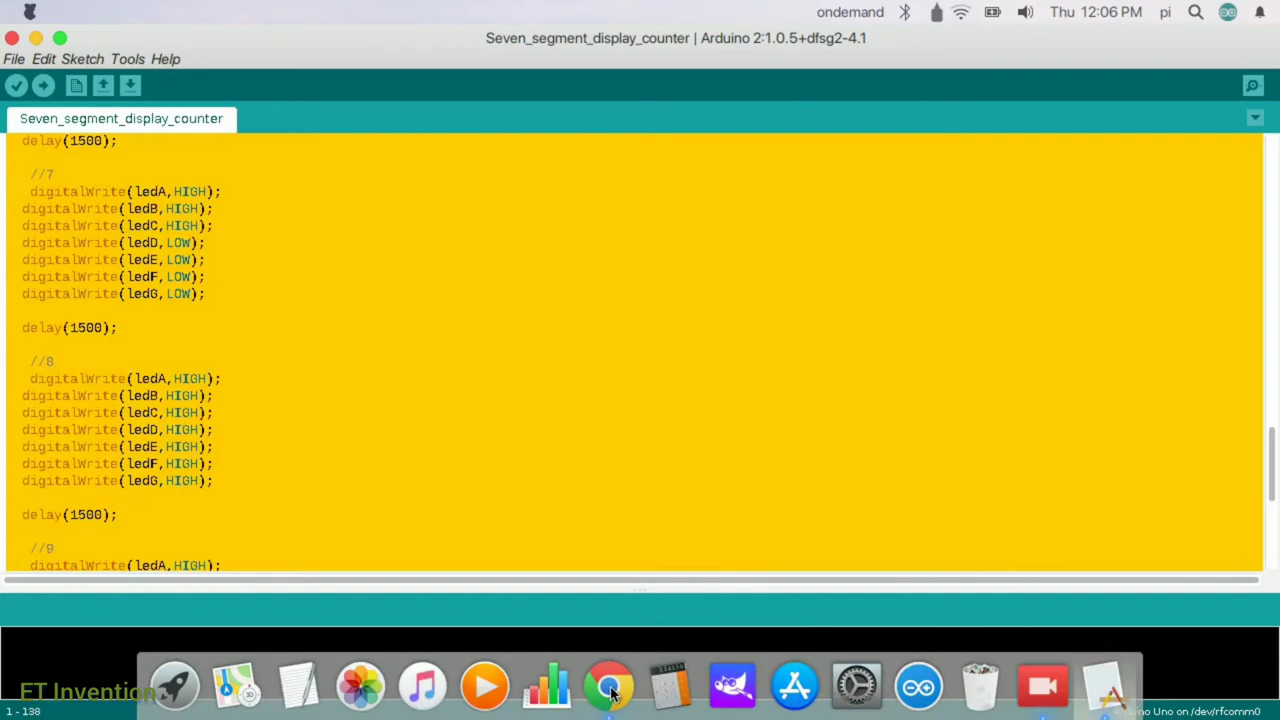 ondemand Thu 12:06 PM pi
Seven_segment_display_counter | Arduino 2:1.0.5+dfsg2-4.1
File Edit Sketch Tools Help
Seven_segment_display_counter
delay(1500);
//7
digitalWrite(ledA,HIGH);
digitalWrite(ledB,HIGH);
digitalWrite(ledC,HIGH);
digitalWrite(ledD,LOW);
digitalWrite(ledE,LOW);
digitalWrite(ledF,LOW);
digitalWrite(ledG,LOW);
delay(1500);
//8
digitalWrite(ledA,HIGH);
digitalWrite(ledB,HIGH);
digitalWrite(ledC,HIGH);
digitalWrite(ledD,HIGH);
digitalWrite(ledE,HIGH);
digitalWrite(ledF,HIGH);
digitalWrite(ledG,HIGH);
delay(1500);
//9
digitalWrite(ledA,HIGH);
ET Invention
1 - 138
Arduino Uno on /dev/rfcomm0